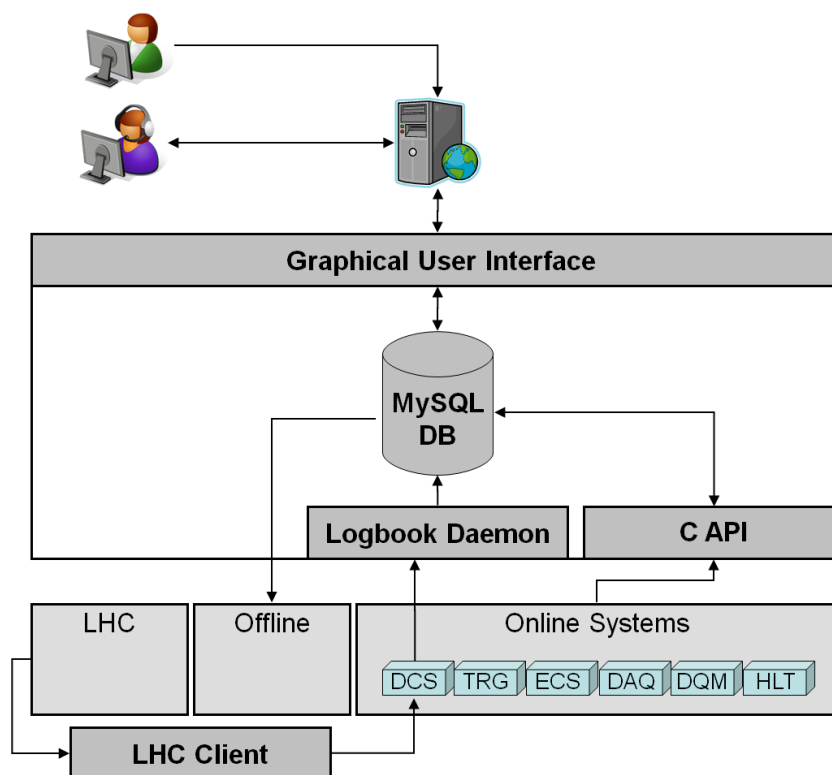 Graphical User Interface
MySQL
DB
Logbook Daemon
C API
LHC
Offline
Online Systems
DCS
TRG
ECS
DAQ
DQM
HLT
LHC Client